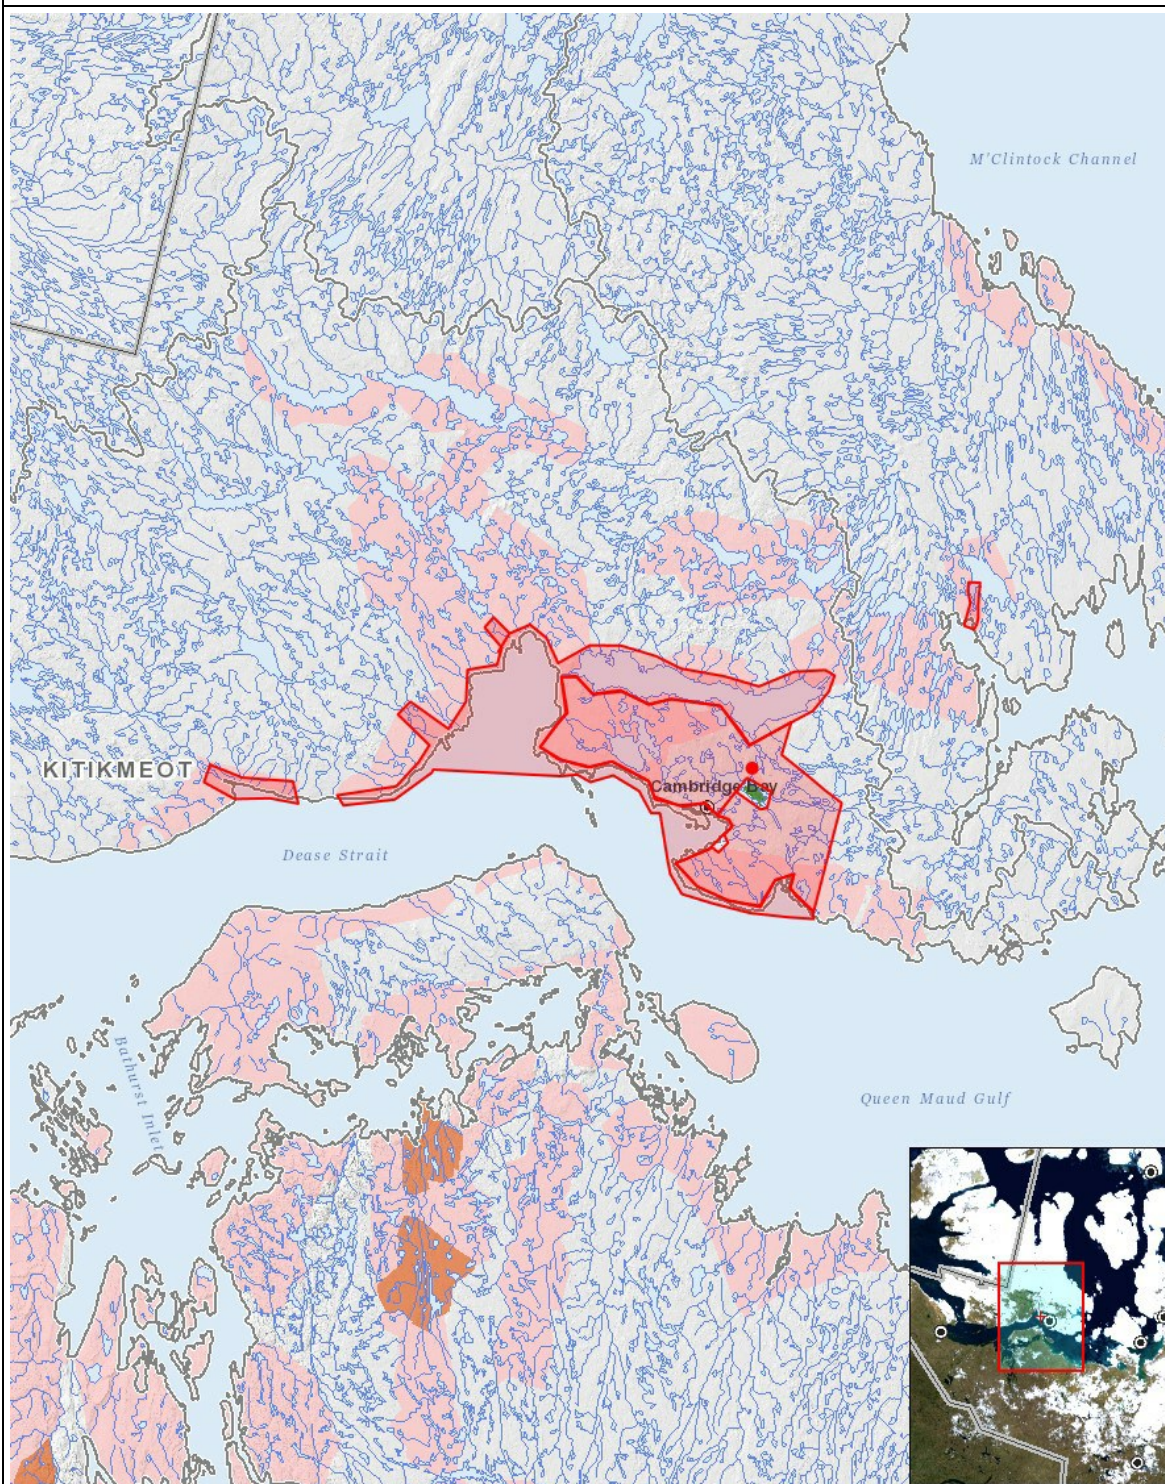 M'Clintock Channel
KITIKMEOT
Cambridge Bay
Dease Strait
Bathurst Inlet
Queen Maud Gulf